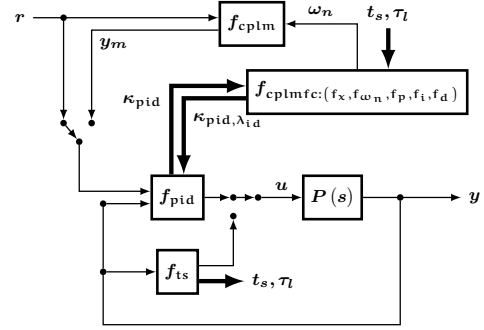 r
f_cplm
ω_n
t_s, τ_l
y_m
f_cplmfc:(f_x,f_ω_n,f_p,f_i,f_d)
κ_pid
κ_pid,λ_id
f_pid
u
P(s)
y
f_ts
t_s, τ_l